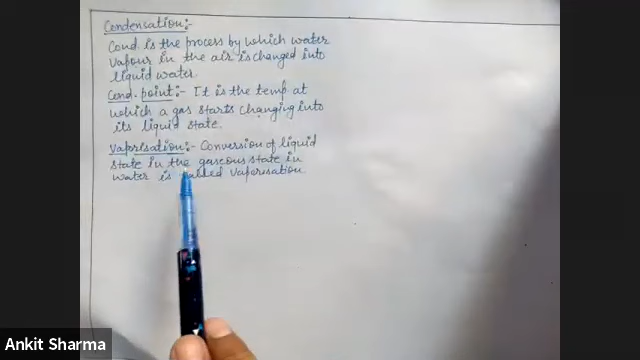 Condensation:-
Cond is the process by which water
Vapour in the air is changed into
liquid water.
Cond. point:- It is the temp at
which a gas starts changing into
its liquid state.
Vaporisation:- Conversion of liquid
state in the gaseous state in
water is called Vaporisation.
Ankit Sharma